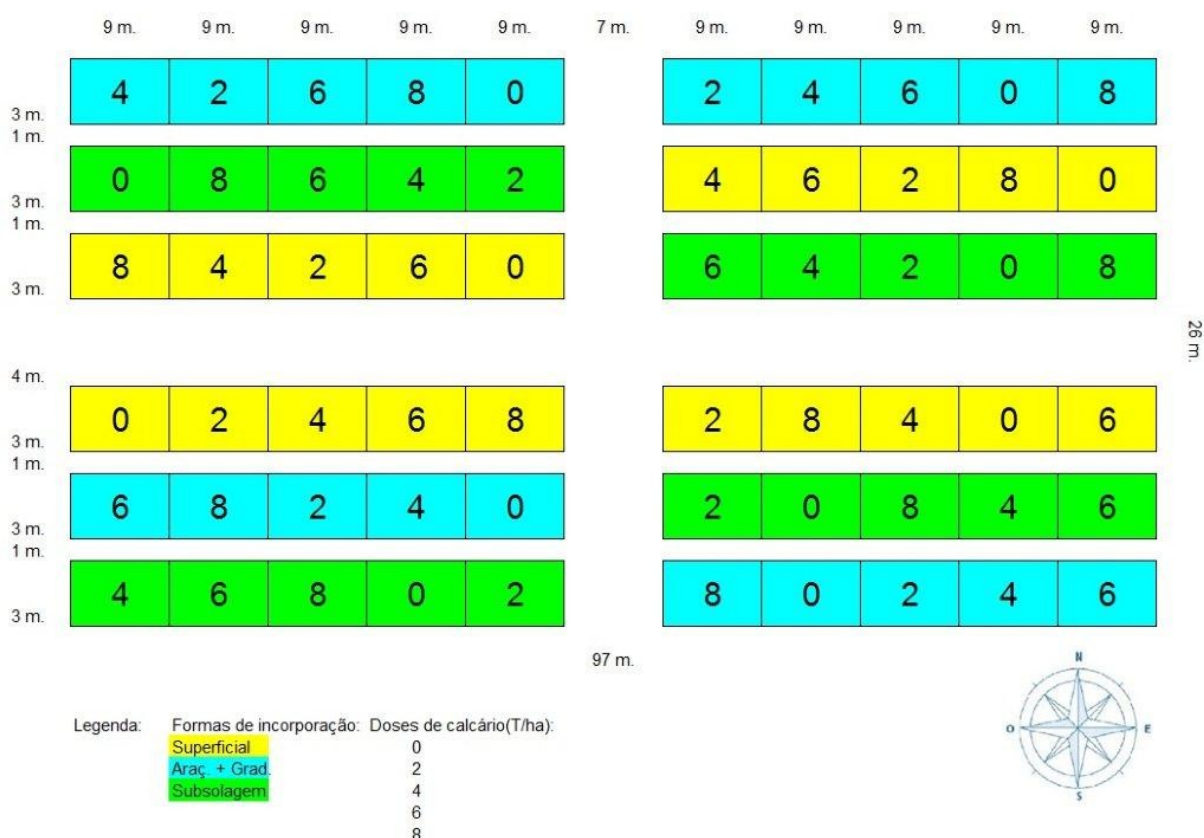 9 m. 9 m. 9 m. 9 m. 9 m. 7 m. 9 m. 9 m. 9 m. 9 m. 9 m.
4 2 6 8 0 2 4 6 0 8
3 m.
1 m.
0 8 6 4 2 4 6 2 8 0
3 m.
1 m.
8 4 2 6 0 6 4 2 0 8
3 m.
26 m.
4 m.
0 2 4 6 8 2 8 4 0 6
3 m.
1 m.
6 8 2 4 0 2 0 8 4 6
3 m.
1 m.
4 6 8 0 2 8 0 2 4 6
3 m.
97 m.
N
O E
S
Legenda: Formas de incorporação: Doses de calcário(T/ha):
Superficial 0
Araç. + Grad. 2
Subsolagem 4
6
8